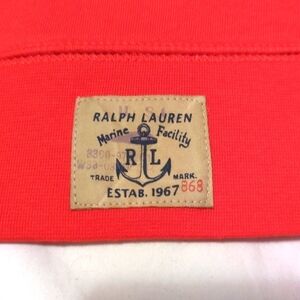 RALPH LAUREN
Marine Facility
R L
TRADE MARK.
ESTAB. 1967
868